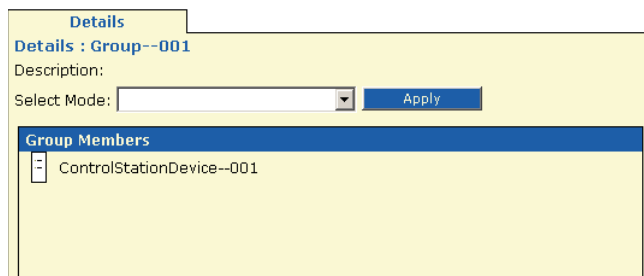 Details
Details : Group--001
Description:
Select Mode:
Apply
Group Members
ControlStationDevice--001